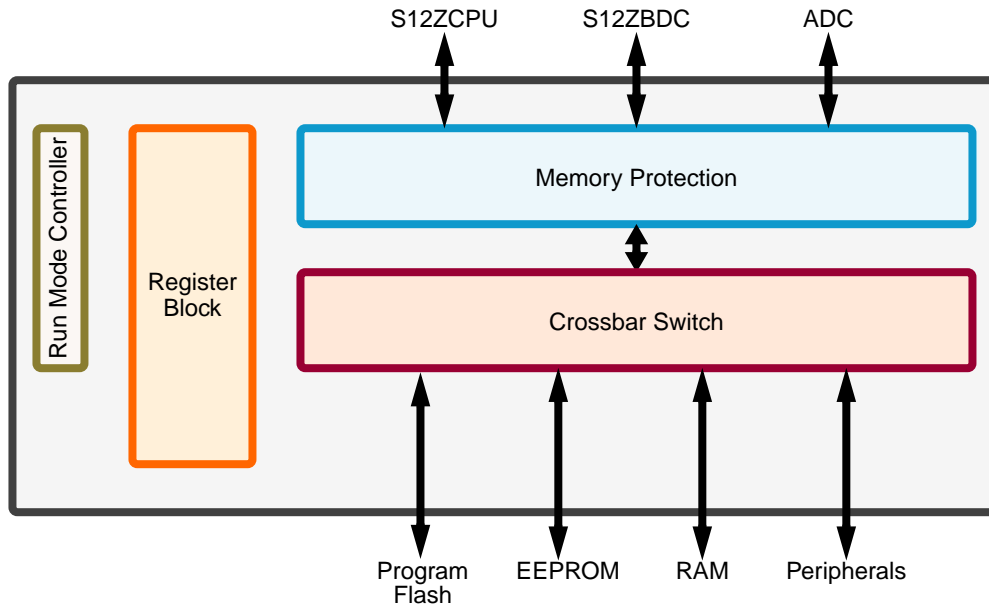 S12ZCPU
S12ZBDC
ADC
Run Mode Controller
Register
Block
Memory Protection
Crossbar Switch
Program
Flash
EEPROM
RAM
Peripherals